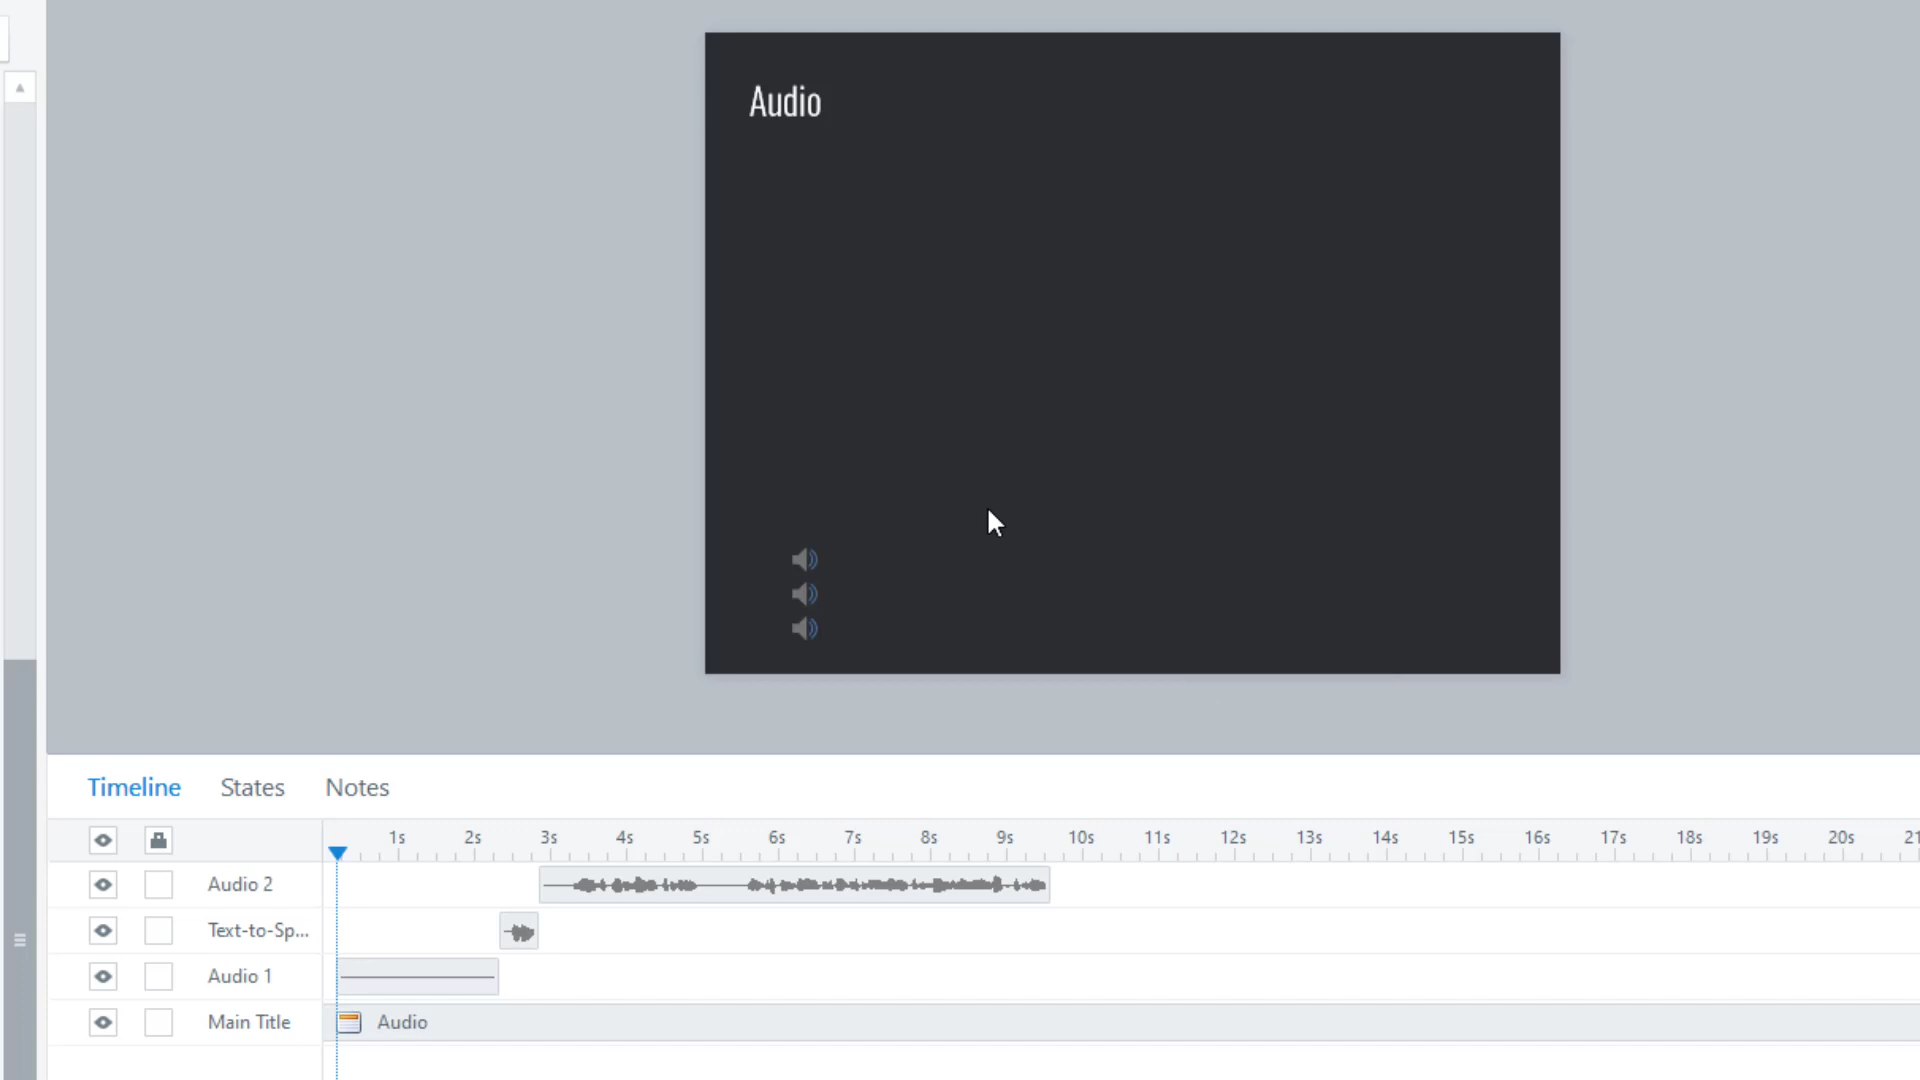 Audio
Timeline States Notes
1s 2s 3s 4s 5s 6s 7s 8s 9s 10s 11s 12s 13s 14s 15s 16s 17s 18s 19s 20s 21
Audio 2
Text-to-Sp...
Audio 1
Main Title Audio